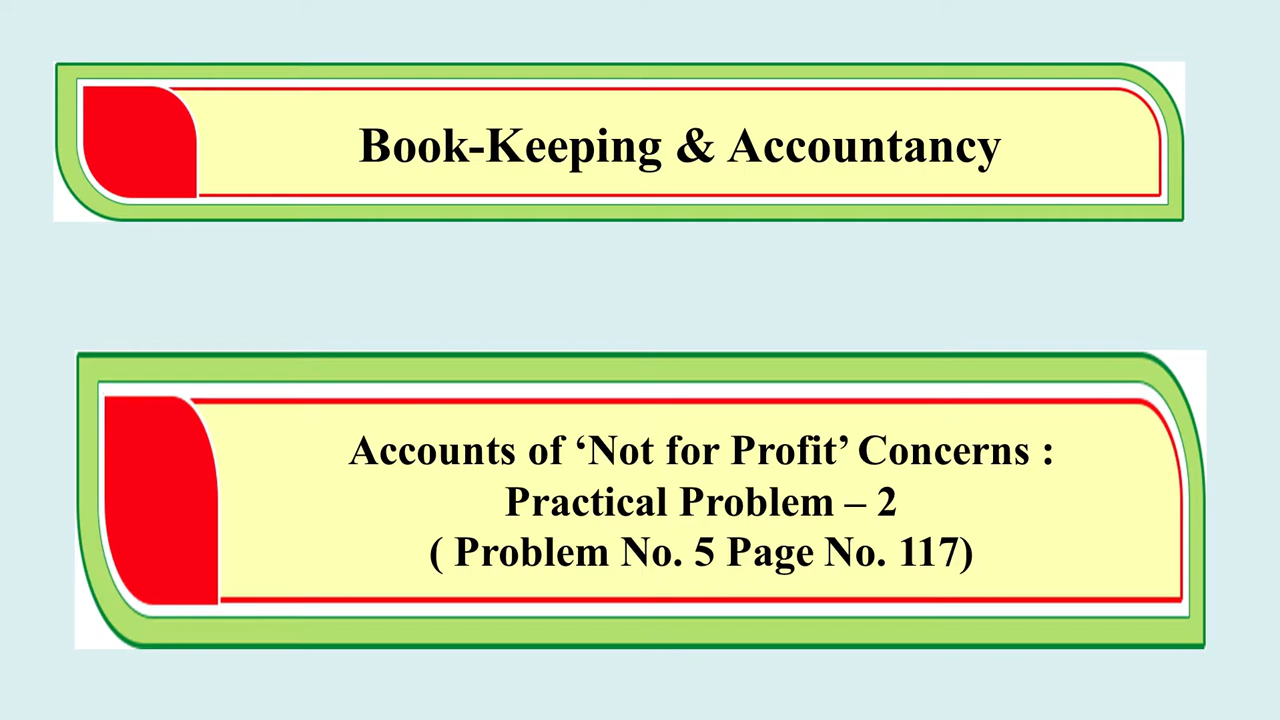 Book-Keeping & Accountancy
Accounts of ‘Not for Profit’ Concerns :
Practical Problem – 2
( Problem No. 5 Page No. 117)